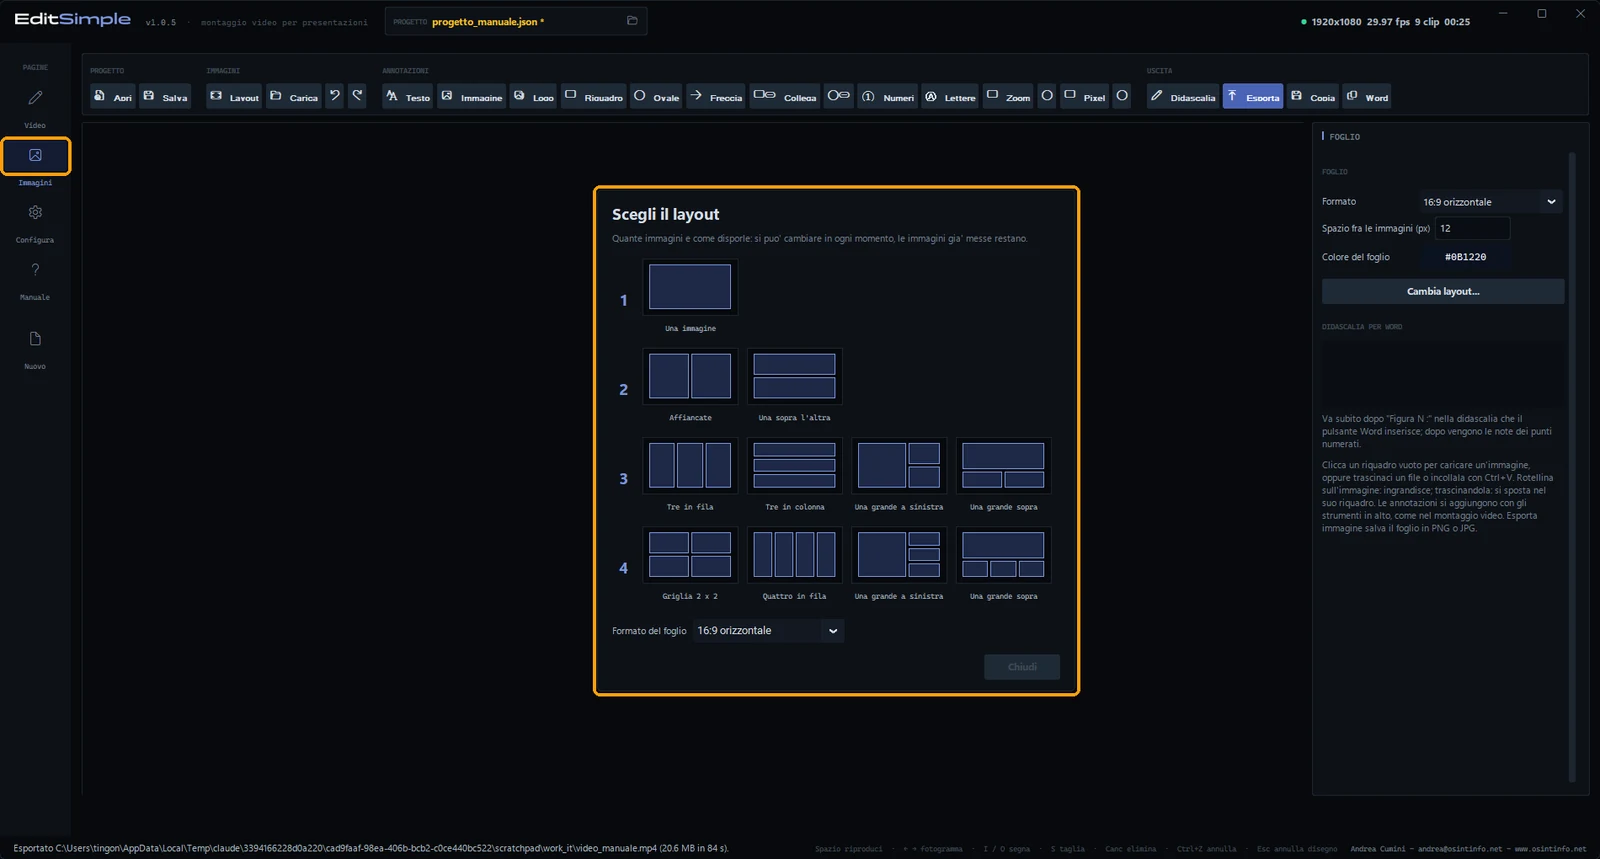 EditSimple v1.0.5 · montaggio video per presentazioni PROGETTO progetto_manuale.json * 1920x1080 29.97 fps 9 clip 00:25
PAGINE
Video
Immagini
Configura
Manuale
Nuovo
PROGETTO IMMAGINI ANNOTAZIONI USCITA
Apri Salva Layout Carica Testo Immagine Logo Riquadro Ovale Freccia Collega Numeri Lettere Zoom Pixel Didascalia Esporta Copia Word
Scegli il layout
Quante immagini e come disporle: si puo' cambiare in ogni momento, le immagini gia' messe restano.
1
Una immagine
2
Affiancate Una sopra l'altra
3
Tre in fila Tre in colonna Una grande a sinistra Una grande sopra
4
Griglia 2 x 2 Quattro in fila Una grande a sinistra Una grande sopra
Formato del foglio 16:9 orizzontale
Chiudi
FOGLIO
FOGLIO
Formato 16:9 orizzontale
Spazio fra le immagini (px) 12
Colore del foglio #0B1220
Cambia layout...
DIDASCALIA PER WORD
Va subito dopo "Figura N :" nella didascalia che il
pulsante Word inserisce; dopo vengono le note dei punti
numerati.
Clicca un riquadro vuoto per caricare un'immagine,
oppure trascinaci un file o incollala con Ctrl+V. Rotellina
sull'immagine: ingrandisce; trascinandola: si sposta nel
suo riquadro. Le annotazioni si aggiungono con gli
strumenti in alto, come nel montaggio video. Esporta
immagine salva il foglio in PNG o JPG.
Esportato C:\Users\tingon\AppData\Local\Temp\claude\3394166228d0a220\cad9faaf-98ea-406b-bcb2-c0ce440bc522\scratchpad\work_it\video_manuale.mp4 (20.6 MB in 84 s).
Spazio riproduci · fotogramma · I / O segna · S taglia · Canc elimina · Ctrl+Z annulla · Esc annulla disegno Andrea Cumini — andrea@osintinfo.net — www.osintinfo.net